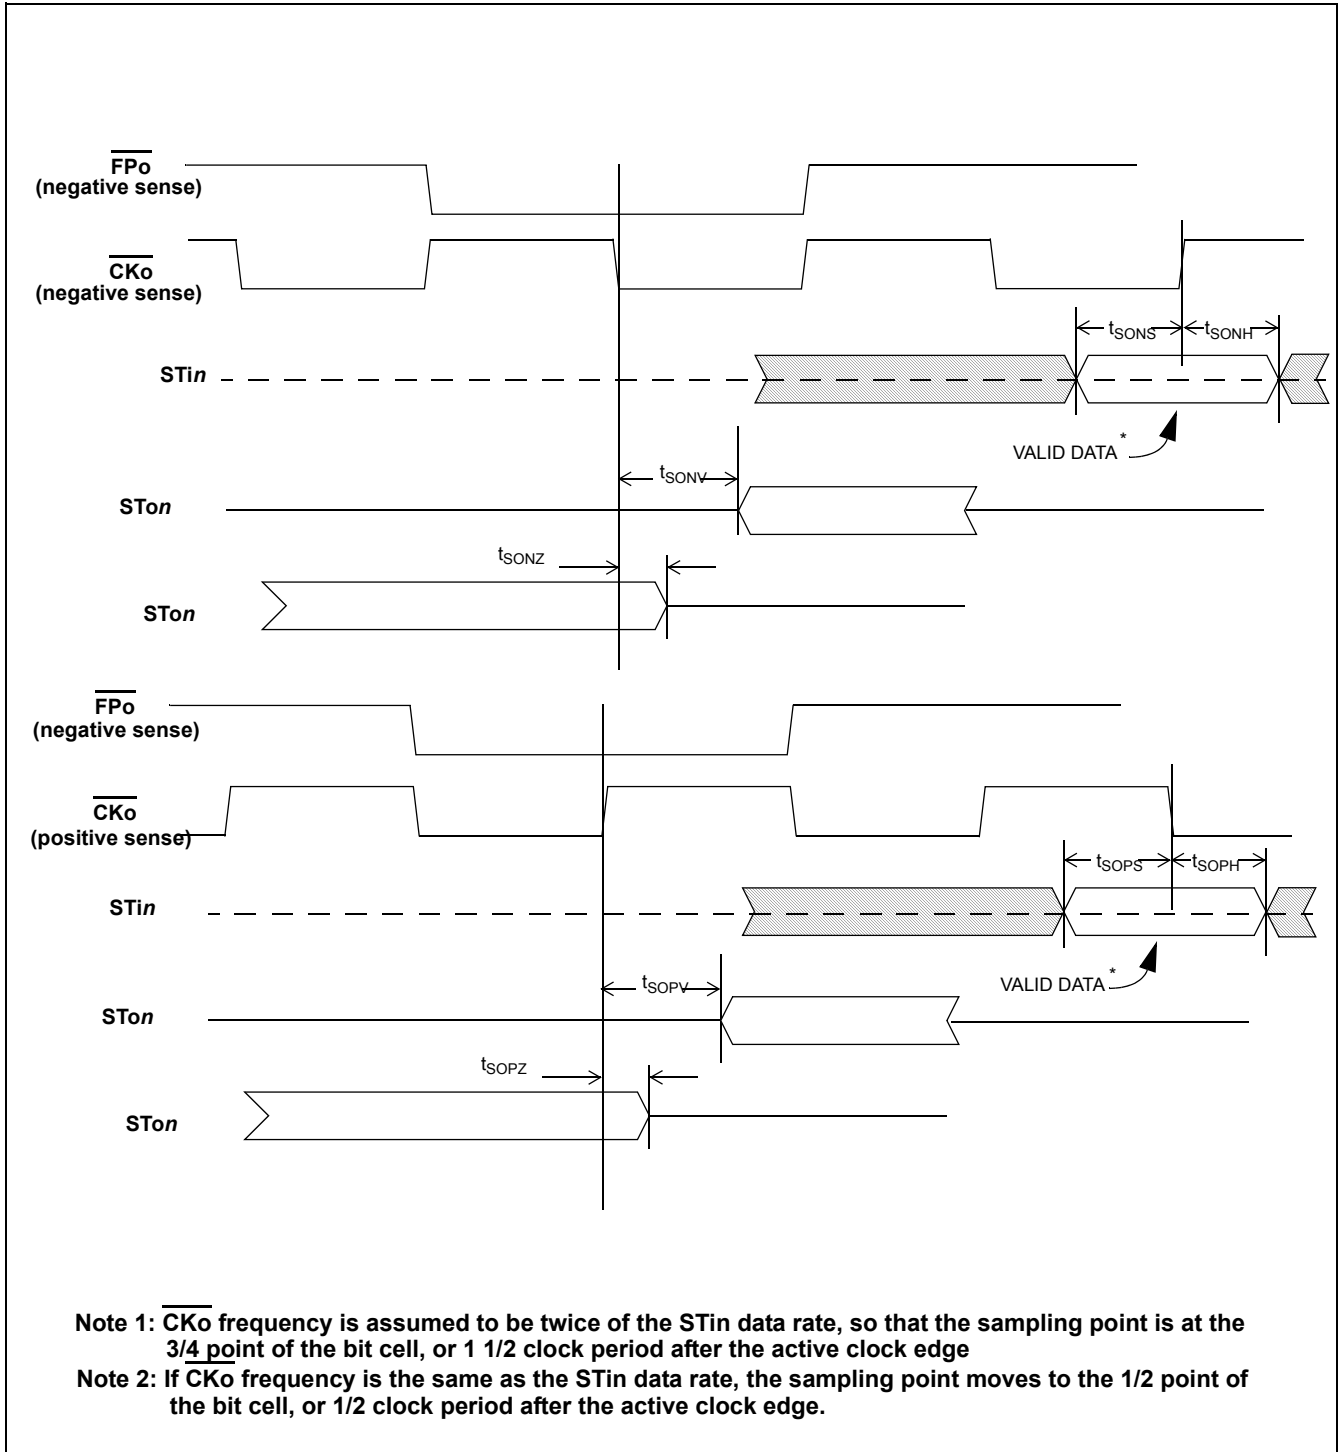 FPo
(negative sense)
CKo
(negative sense)
tSONS
tSONH
STin
VALID DATA*
tSONV
STon
tSONZ
STon
FPo
(negative sense)
CKo
(positive sense)
tSOPS
tSOPH
STin
VALID DATA*
tSOPV
STon
tSOPZ
STon
Note 1: CKo frequency is assumed to be twice of the STin data rate, so that the sampling point is at the
3/4 point of the bit cell, or 1 1/2 clock period after the active clock edge
Note 2: If CKo frequency is the same as the STin data rate, the sampling point moves to the 1/2 point of
the bit cell, or 1/2 clock period after the active clock edge.